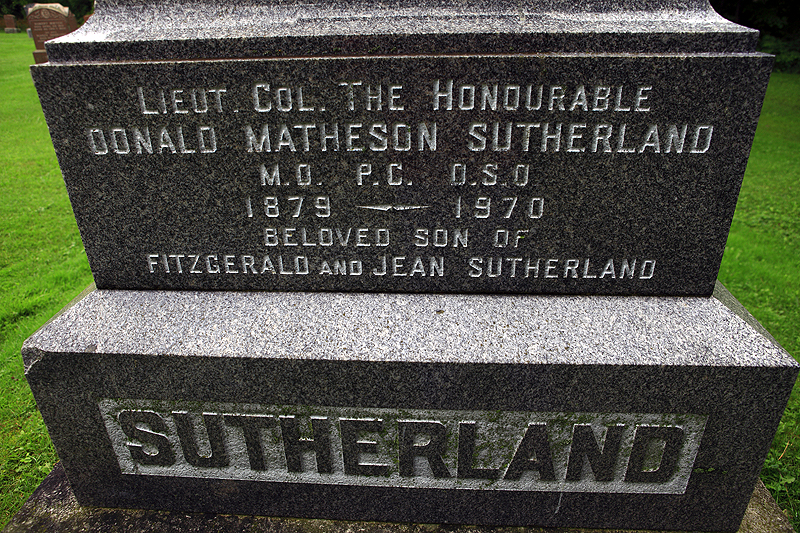 LIEUT. COL. THE HONOURABLE
DONALD MATHESON SUTHERLAND
M.D. P.C. D.S.O
1879 — 1970
BELOVED SON OF
FITZGERALD AND JEAN SUTHERLAND
SUTHERLAND